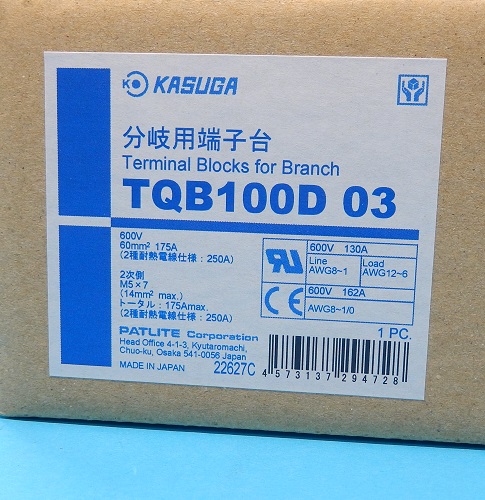 KASUGA
分岐用端子台
Terminal Blocks for Branch
TQB100D 03
600V
60mm² 175A
(2種耐熱電線仕様：250A)
2次側
M5×7
(14mm² max.)
トータル：175Amax.
(2種耐熱電線仕様：250A)
600V 130A
Line Load
AWG8~1 AWG12~6
600V 162A
AWG8~1/0
1 PC.
PATLITE Corporation
Head Office 4-1-3, Kyutaromachi,
Chuo-ku, Osaka 541-0056 Japan
MADE IN JAPAN 22627C
4573137294728